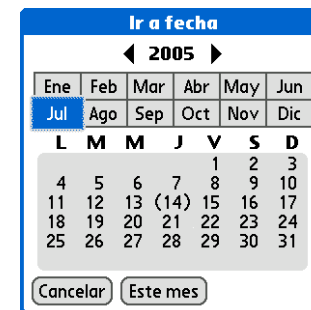 Ir a fecha
2005
Ene Feb Mar Abr May Jun
Jul Ago Sep Oct Nov Dic
L M M J V S D
1 2 3
4 5 6 7 8 9 10
11 12 13 (14) 15 16 17
18 19 20 21 22 23 24
25 26 27 28 29 30 31
Cancelar Este mes